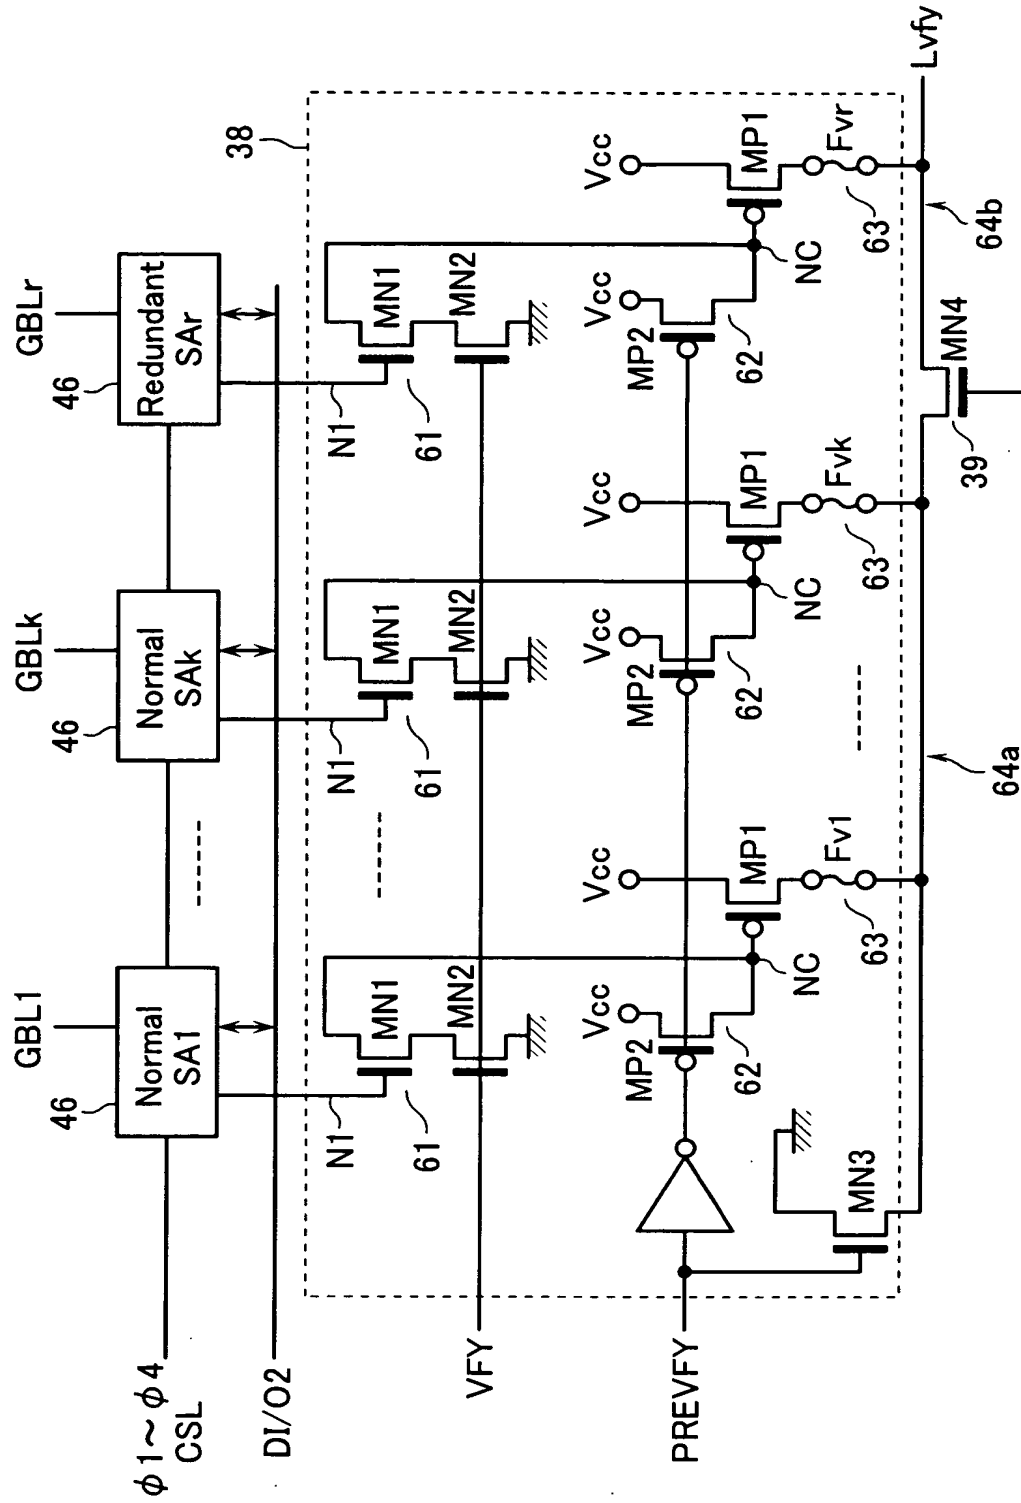 GBL1
GBLk
GBLr
46
Normal
SA1
46
Normal
SAk
46
Redundant
SAr
φ1~φ4
CSL
DI/O2
38
N1
MN1
N1
MN1
N1
MN1
61
MN2
61
MN2
61
MN2
VFY
Vcc
Vcc
Vcc
Vcc
Vcc
Vcc
MP2
MP2
MP2
62
62
62
PREVFY
MP1
MP1
MP1
NC
NC
NC
MN3
Fv1
Fvk
Fvr
63
63
63
Lvfy
64a
39
MN4
64b